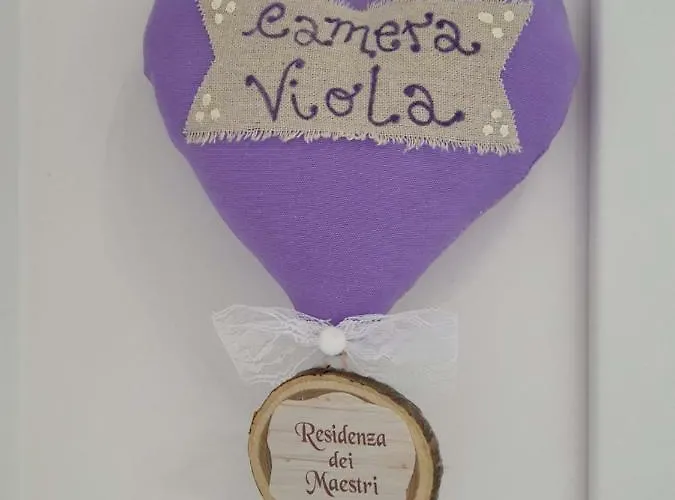 camera
Viola
Residenza
dei
Maestri